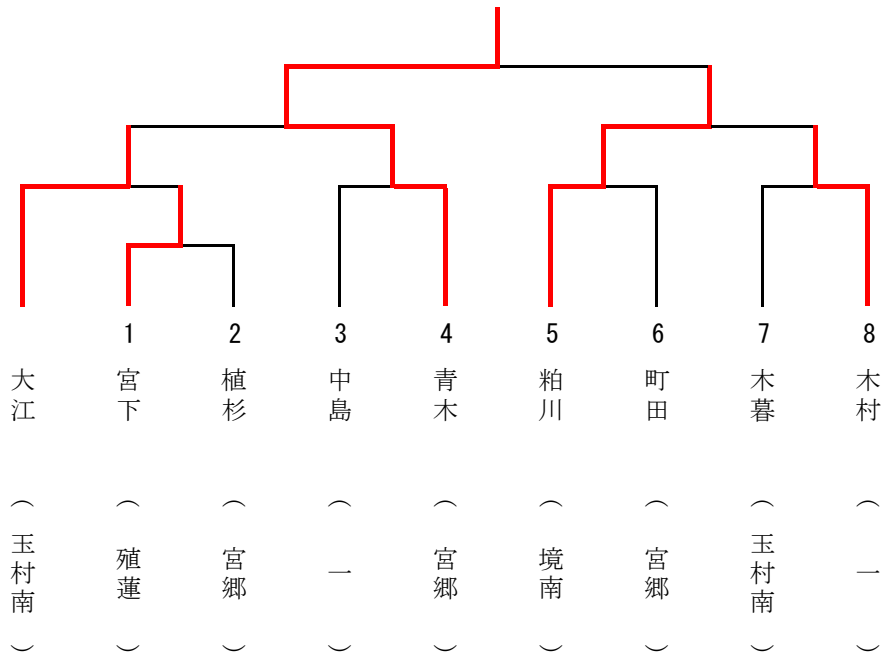 1 2 3 4 5 6 7 8
大江
宮下
植杉
中島
青木
粕川
町田
木暮
木村
（玉村南）
（殖蓮）
（宮郷）
（一）
（宮郷）
（境南）
（宮郷）
（玉村南）
（一）